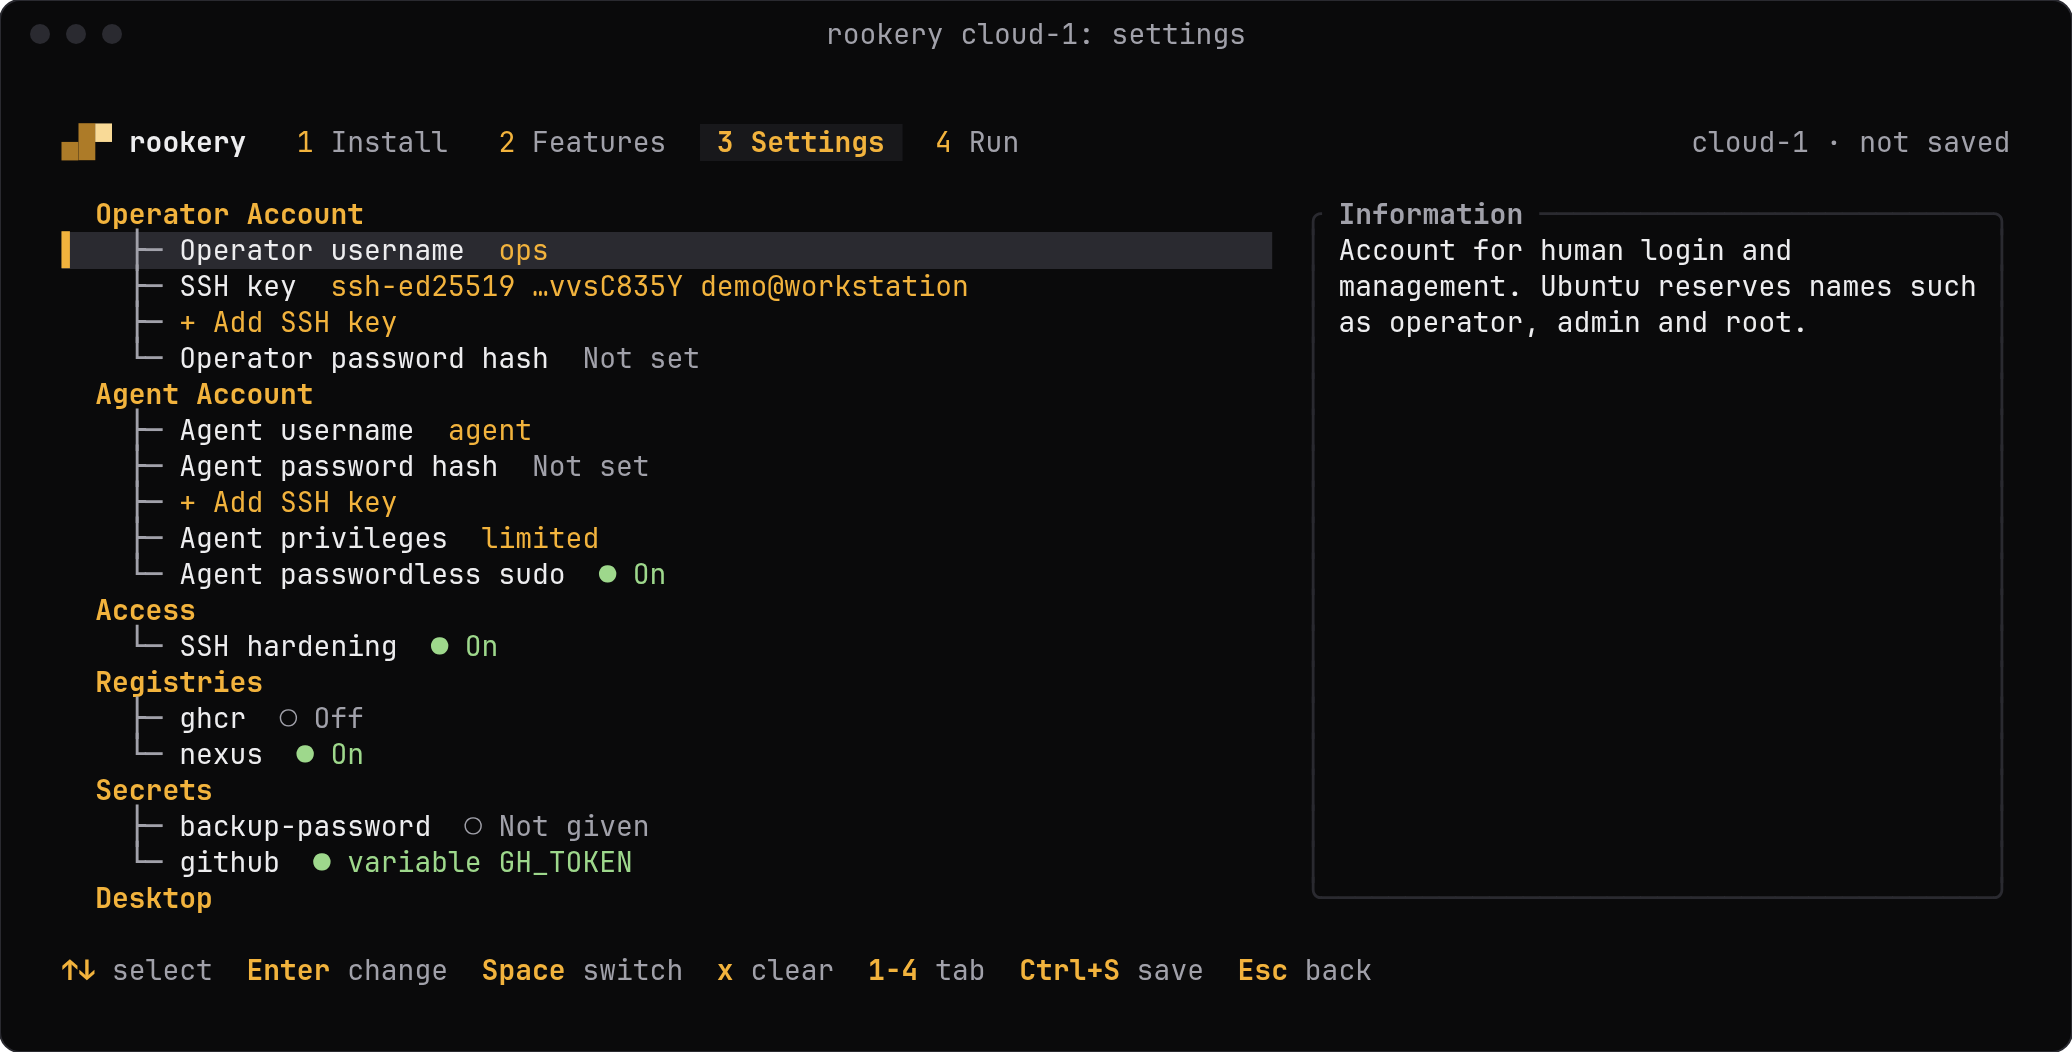 rookery cloud-1: settings
rookery 1 Install 2 Features 3 Settings 4 Run cloud-1 · not saved
Operator Account
Operator username ops
SSH key ssh-ed25519 …vvsC835Y demo@workstation
+ Add SSH key
Operator password hash Not set
Agent Account
Agent username agent
Agent password hash Not set
+ Add SSH key
Agent privileges limited
Agent passwordless sudo ● On
Access
SSH hardening ● On
Registries
ghcr ○ Off
nexus ● On
Secrets
backup-password ○ Not given
github ● variable GH_TOKEN
Desktop
Information
Account for human login and
management. Ubuntu reserves names such
as operator, admin and root.
↑↓ select Enter change Space switch x clear 1-4 tab Ctrl+S save Esc back